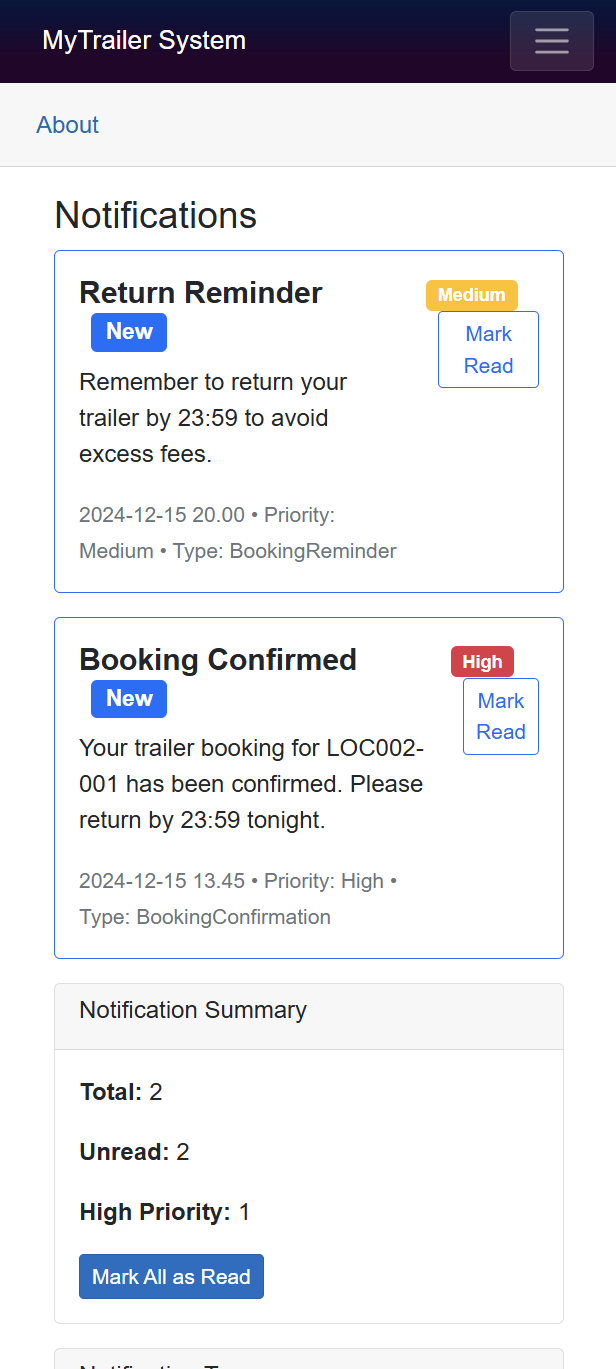 MyTrailer System
About
Notifications
Return Reminder
New
Medium
Mark
Read
Remember to return your
trailer by 23:59 to avoid
excess fees.
2024-12-15 20.00 • Priority:
Medium • Type: BookingReminder
Booking Confirmed
New
High
Mark
Read
Your trailer booking for LOC002-
001 has been confirmed. Please
return by 23:59 tonight.
2024-12-15 13.45 • Priority: High •
Type: BookingConfirmation
Notification Summary
Total: 2
Unread: 2
High Priority: 1
Mark All as Read